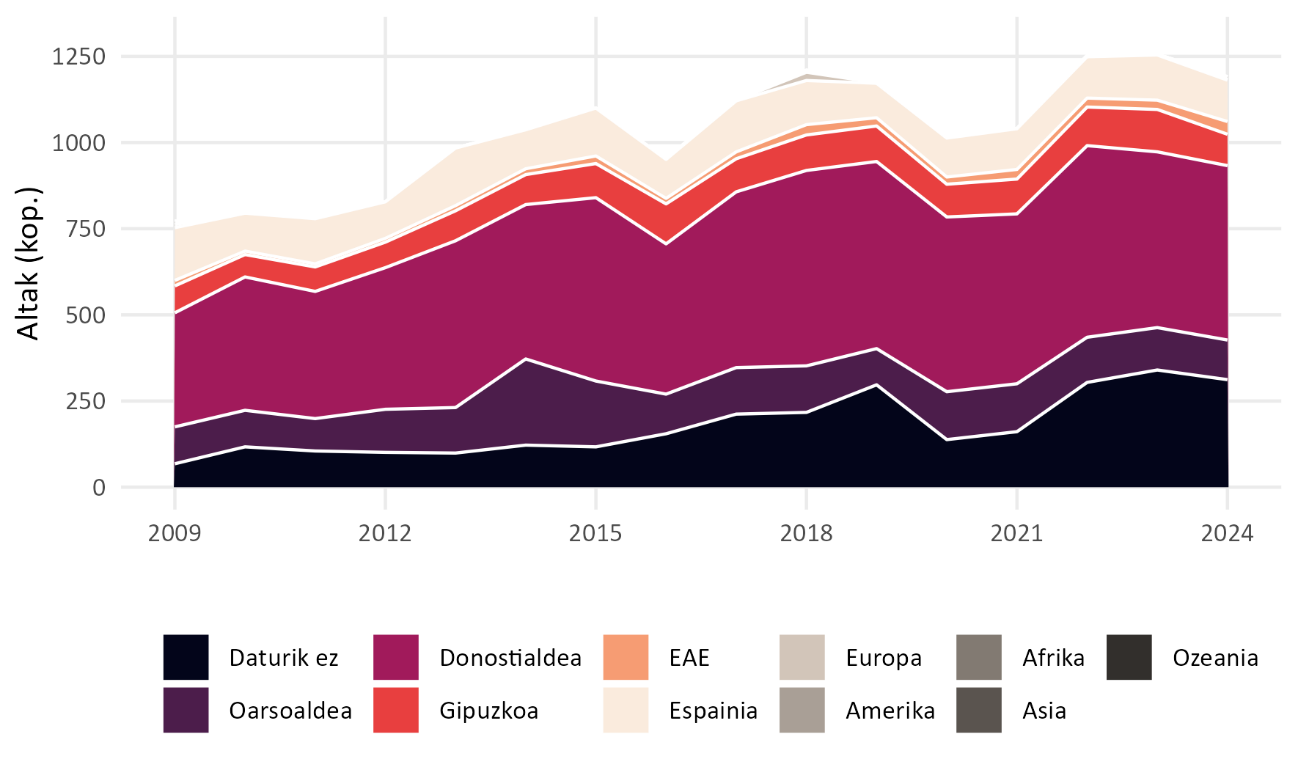 Altak (kop.)
1250
1000
750
500
250
0
2009 2012 2015 2018 2021 2024
Daturik ez Donostialdea EAE Europa Afrika Ozeania
Oarsoaldea Gipuzkoa Espainia Amerika Asia